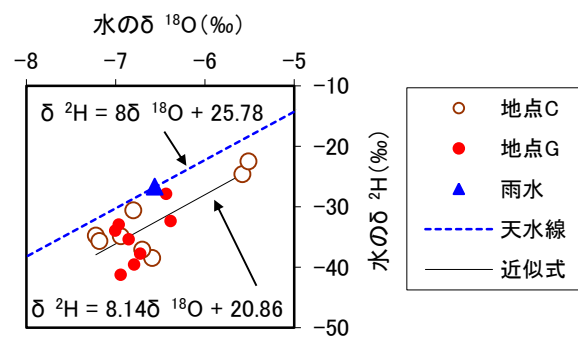 水のδ ¹⁸O(‰)
-8 -7 -6 -5
-10
-20
-30
-40
-50
水のδ ²H(‰)
δ ²H = 8δ ¹⁸O + 25.78
δ ²H=8.14δ ¹⁸O + 20.86
地点C
地点G
雨水
天水線
近似式